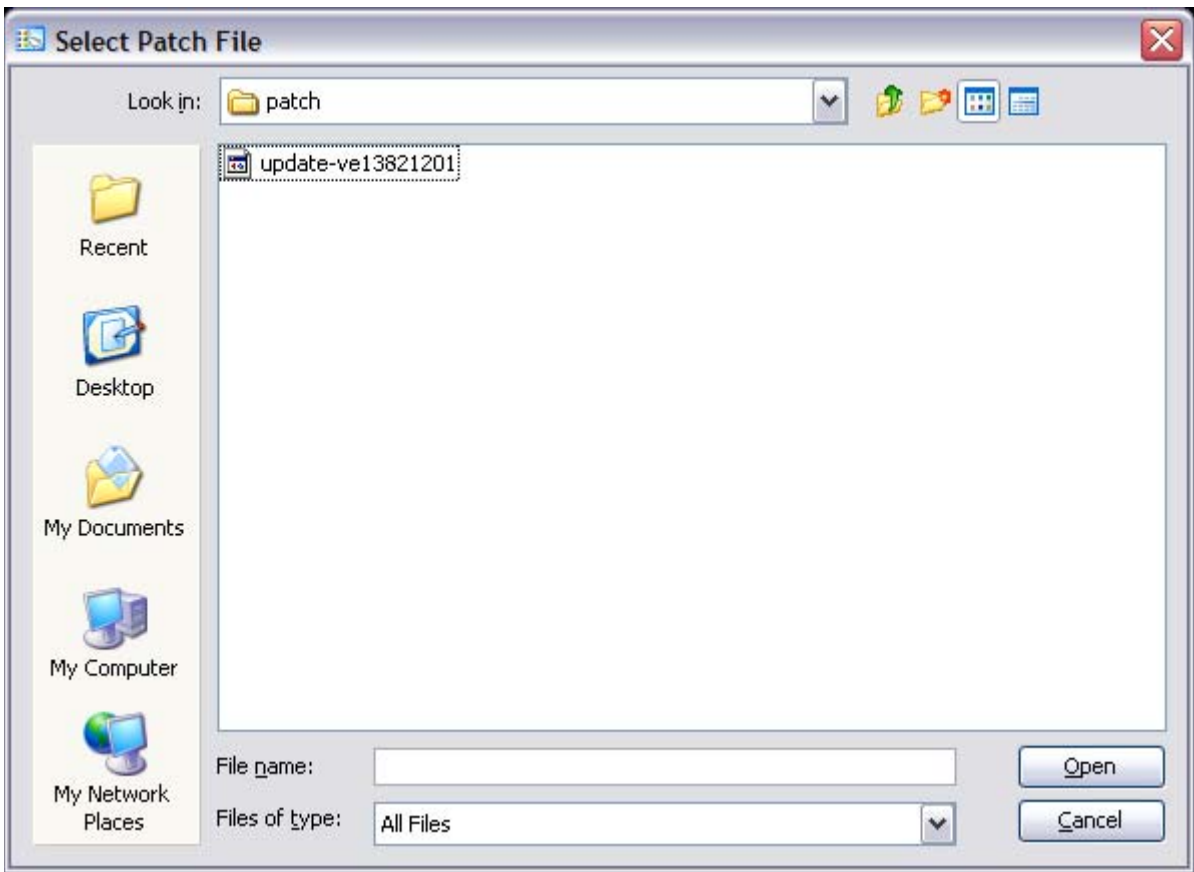 Select Patch File
Look in: patch
update-ve13821201
Recent
Desktop
My Documents
My Computer
My Network
Places
File name: Open
Files of type: All Files Cancel